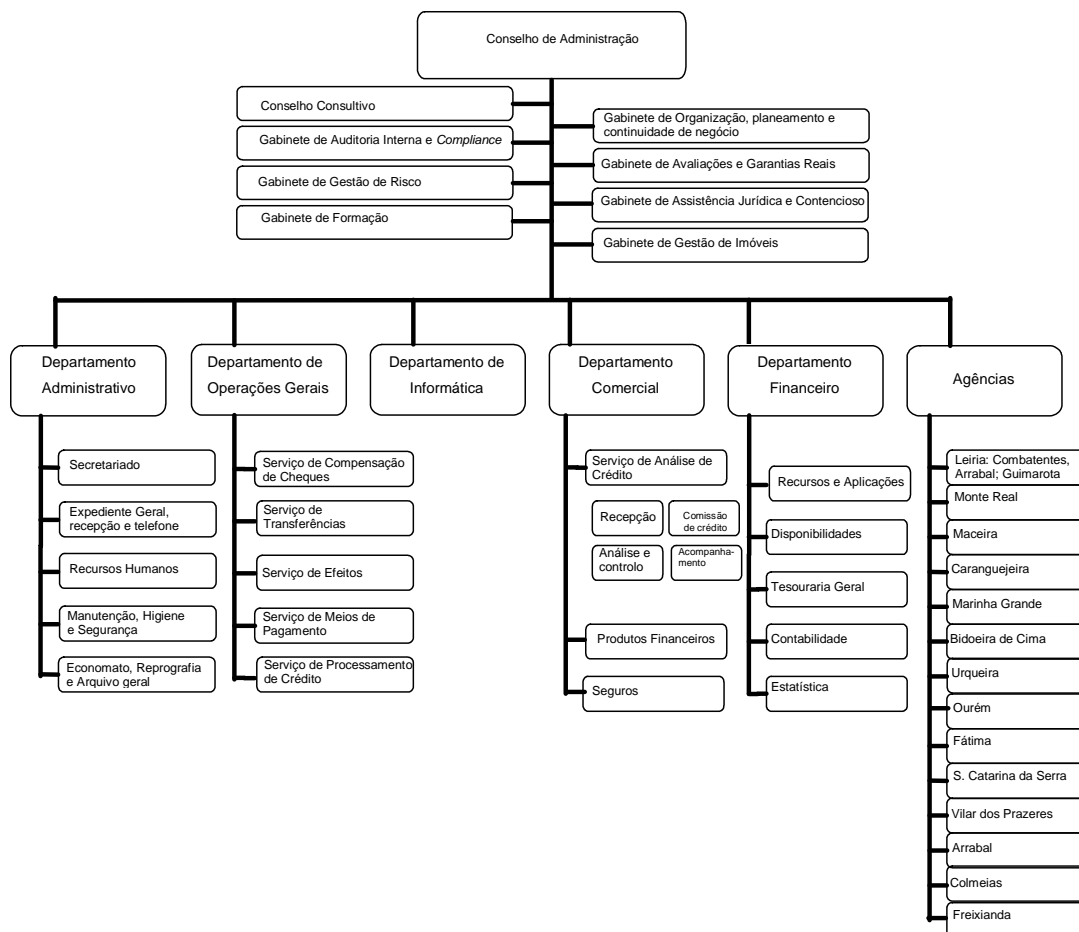 Conselho de Administração
Conselho Consultivo
Gabinete de Auditoria Interna e Compliance
Gabinete de Gestão de Risco
Gabinete de Formação
Gabinete de Organização, planeamento e
continuidade de negócio
Gabinete de Avaliações e Garantias Reais
Gabinete de Assistência Jurídica e Contencioso
Gabinete de Gestão de Imóveis
Departamento
Administrativo
Secretariado
Expediente Geral,
recepção e telefone
Recursos Humanos
Manutenção, Higiene
e Segurança
Economato, Reprografia
e Arquivo geral
Departamento de
Operações Gerais
Serviço de Compensação
de Cheques
Serviço de
Transferências
Serviço de Efeitos
Serviço de Meios de
Pagamento
Serviço de Processamento
de Crédito
Departamento de
Informática
Departamento
Comercial
Serviço de Análise de
Crédito
Recepção
Comissão
de crédito
Análise e
controlo
Acompanha-
mento
Produtos Financeiros
Seguros
Departamento
Financeiro
Recursos e Aplicações
Disponibilidades
Tesouraria Geral
Contabilidade
Estatística
Agências
Leiria: Combatentes,
Arrabal; Guimarota
Monte Real
Maceira
Caranguejeira
Marinha Grande
Bidoeira de Cima
Urqueira
Ourém
Fátima
S. Catarina da Serra
Vilar dos Prazeres
Arrabal
Colmeias
Freixianda